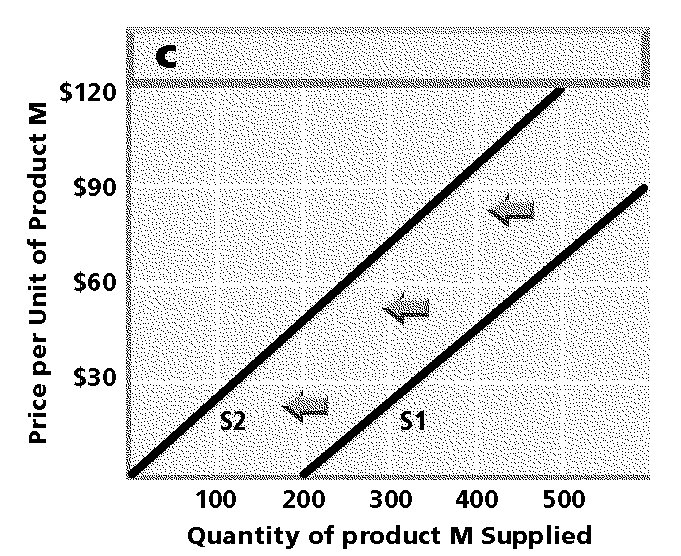 c
Price per Unit of Product M
$120
$90
$60
$30
S2
S1
100 200 300 400 500
Quantity of product M Supplied